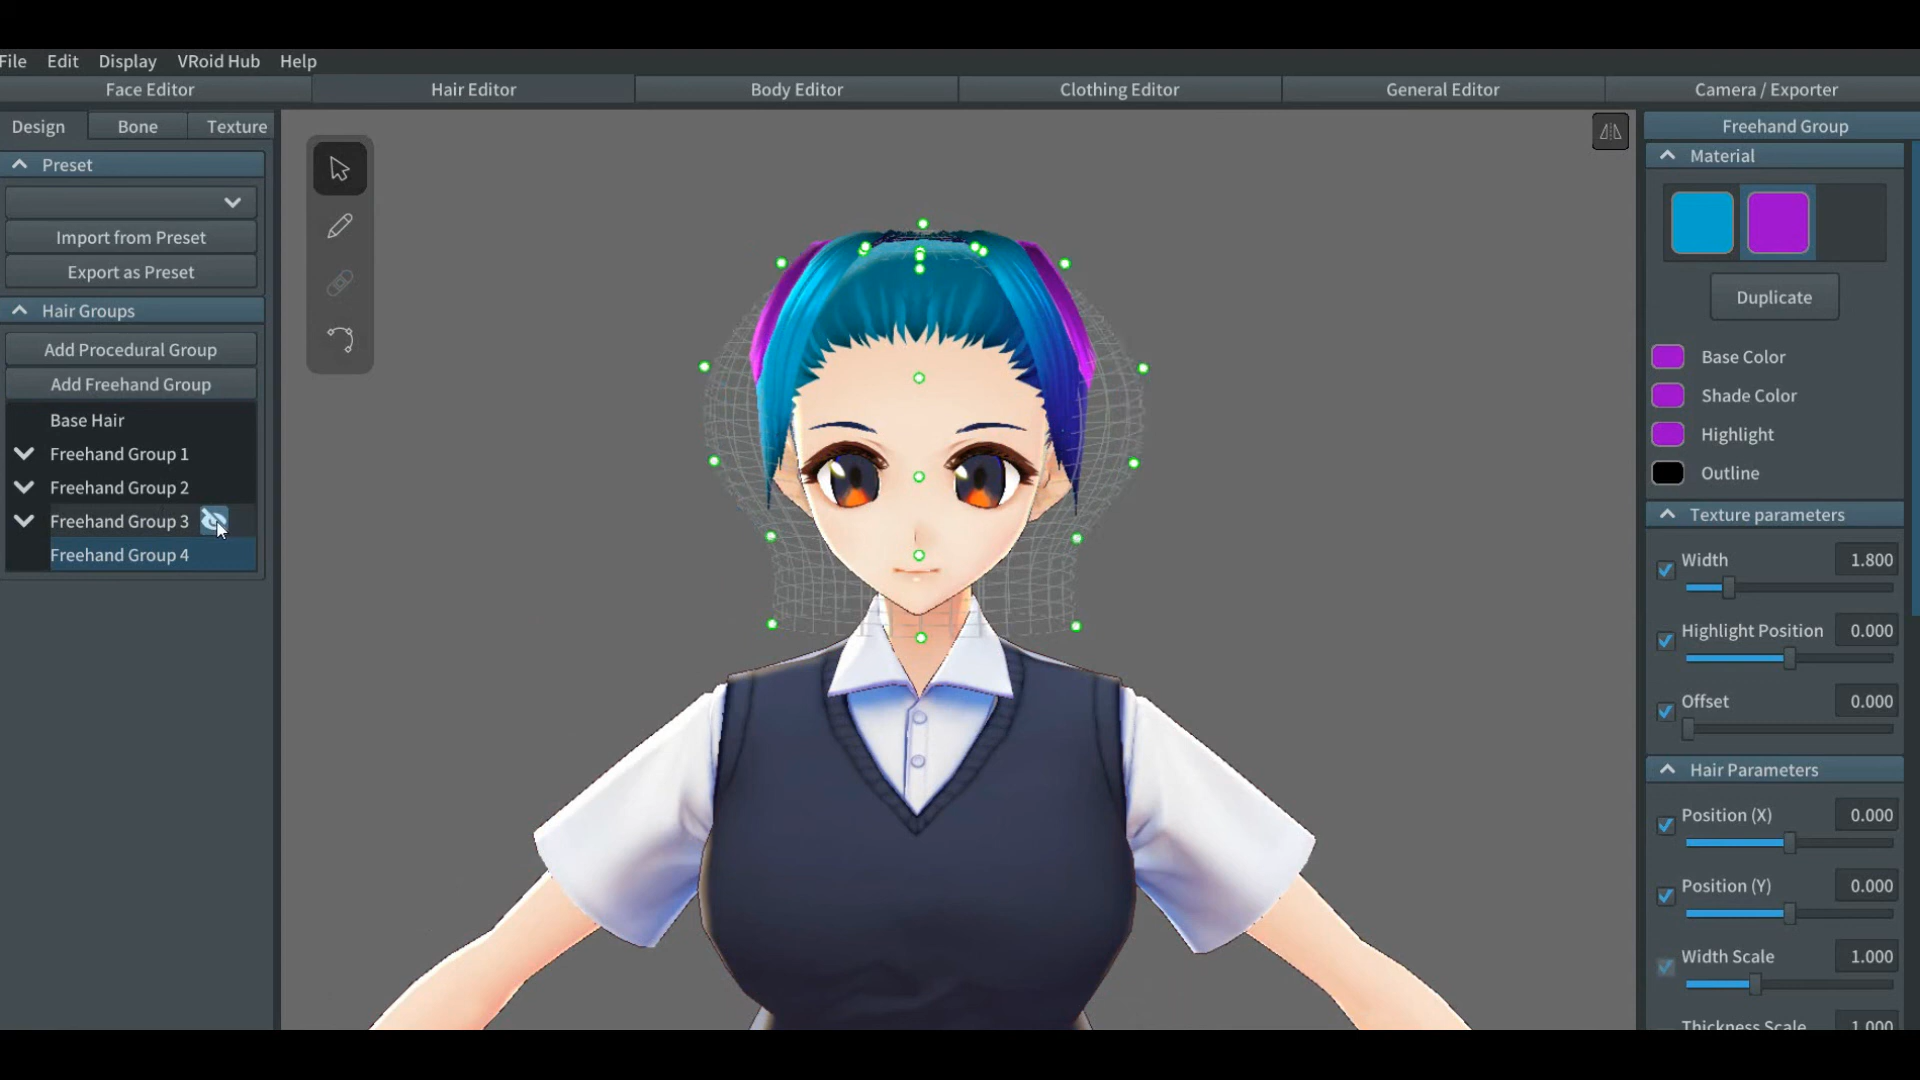 File Edit Display VRoid Hub Help
Face Editor Hair Editor Body Editor Clothing Editor General Editor Camera / Exporter
Design Bone Texture
Preset
Import from Preset
Export as Preset
Hair Groups
Add Procedural Group
Add Freehand Group
Base Hair
Freehand Group 1
Freehand Group 2
Freehand Group 3
Freehand Group 4
Freehand Group
Material
Duplicate
Base Color
Shade Color
Highlight
Outline
Texture parameters
Width 1.800
Highlight Position 0.000
Offset 0.000
Hair Parameters
Position (X) 0.000
Position (Y) 0.000
Width Scale 1.000
Thickness Scale 1.000